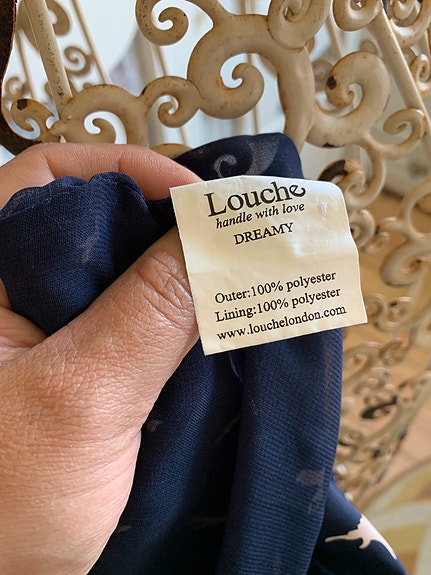 Louche
handle with love
DREAMY
Outer:100% polyester
Lining:100% polyester
www.louchelondon.com